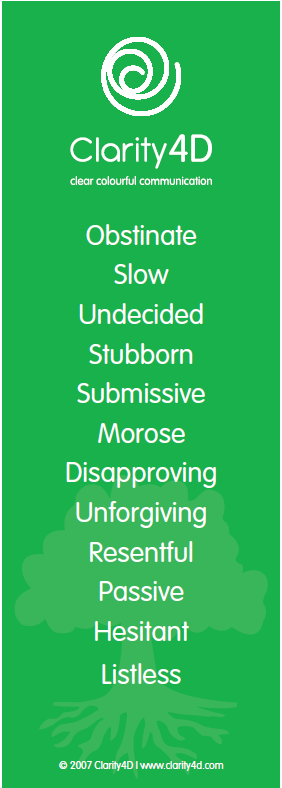 Clarity4D
clear colourful communication
Obstinate
Slow
Undecided
Stubborn
Submissive
Morose
Disapproving
Unforgiving
Resentful
Passive
Hesitant
Listless
© 2007 Clarity4D I www.clarity4d.com